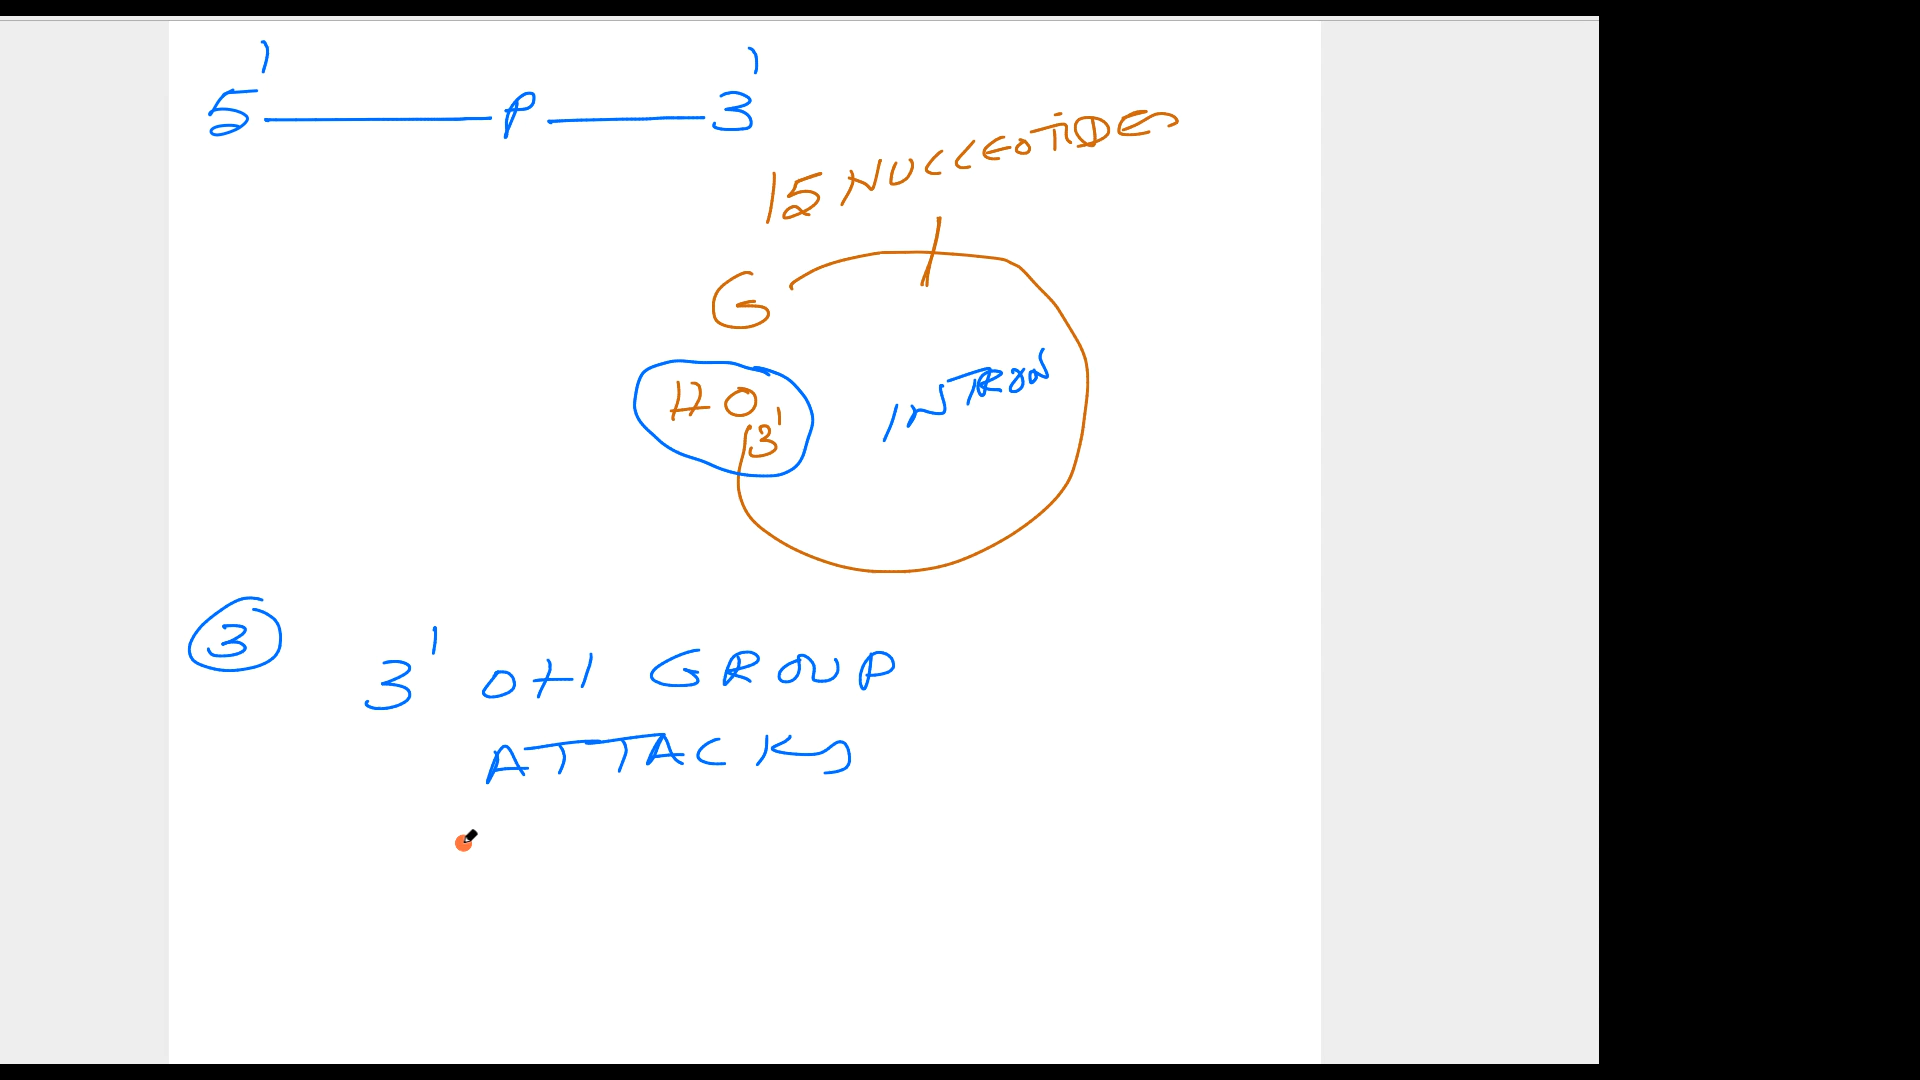 5' P 3'
15 NUCLEOTIDES
G
HO
3'
INTRON
3
3' OH GROUP
ATTACKS